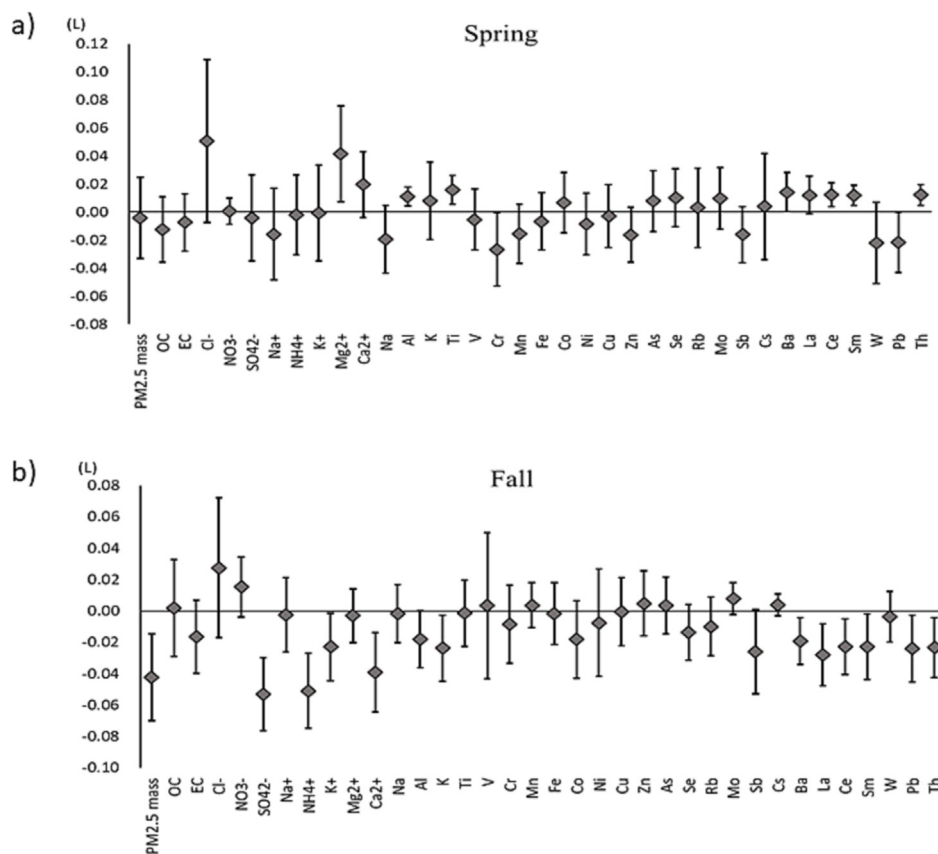 a)
(L)
Spring
0.12
0.10
0.08
0.06
0.04
0.02
0.00
-0.02
-0.04
-0.06
-0.08
PM2.5 mass
OC
EC
Cl-
NO3-
SO42-
Na+
NH4+
K+
Mg2+
Ca2+
Na
Al
K
Ti
V
Cr
Mn
Fe
Co
Ni
Cu
Zn
As
Se
Rb
Mo
Sb
Cs
Ba
La
Ce
Sm
W
Pb
Th
b)
(L)
Fall
0.08
0.06
0.04
0.02
0.00
-0.02
-0.04
-0.06
-0.08
-0.10
PM2.5 mass
OC
EC
Cl-
NO3-
SO42-
Na+
NH4+
K+
Mg2+
Ca2+
Na
Al
K
Ti
V
Cr
Mn
Fe
Co
Ni
Cu
Zn
As
Se
Rb
Mo
Sb
Cs
Ba
La
Ce
Sm
W
Pb
Th